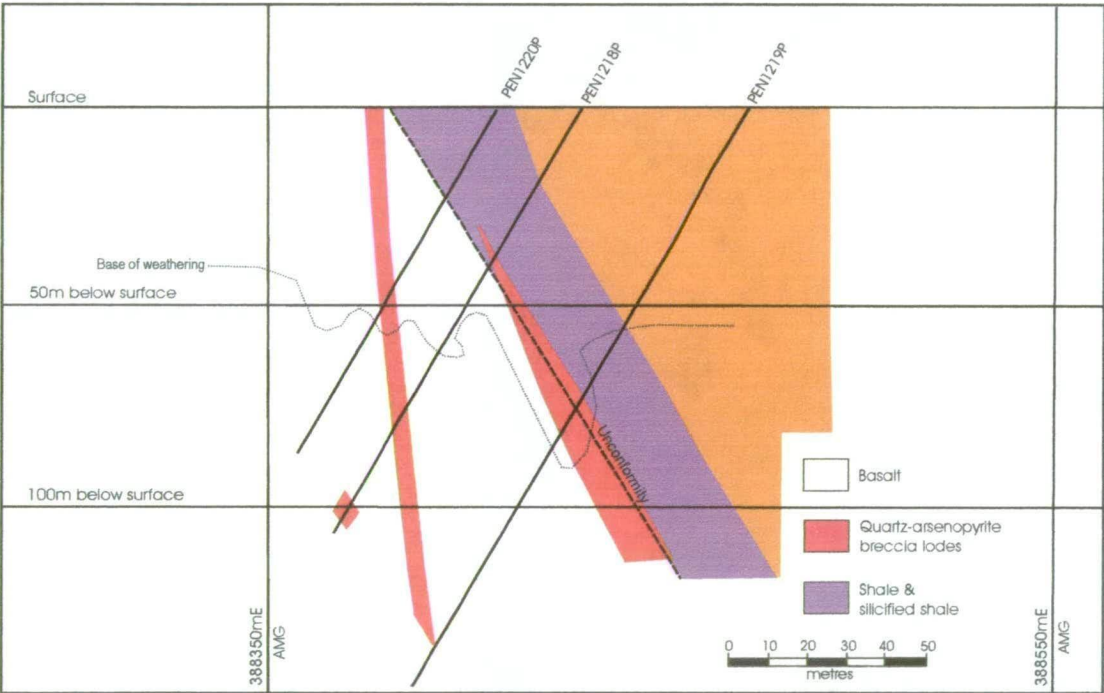 PEN1220P
PEN1218P
PEN1219P
Surface
Base of weathering
50m below surface
Unconformity
Basalt
100m below surface
Quartz-arsenopyrite
breccia lodes
Shale &
silicified shale
388350mE
AMG
388550mE
AMG
0 10 20 30 40 50
metres